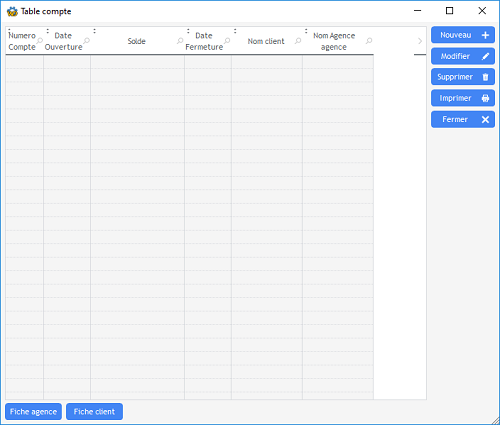 Table compte
Numero Compte
Date Ouverture
Solde
Date Fermeture
Nom client
Nom Agence agence
Nouveau
Modifier
Supprimer
Imprimer
Fermer
Fiche agence
Fiche client